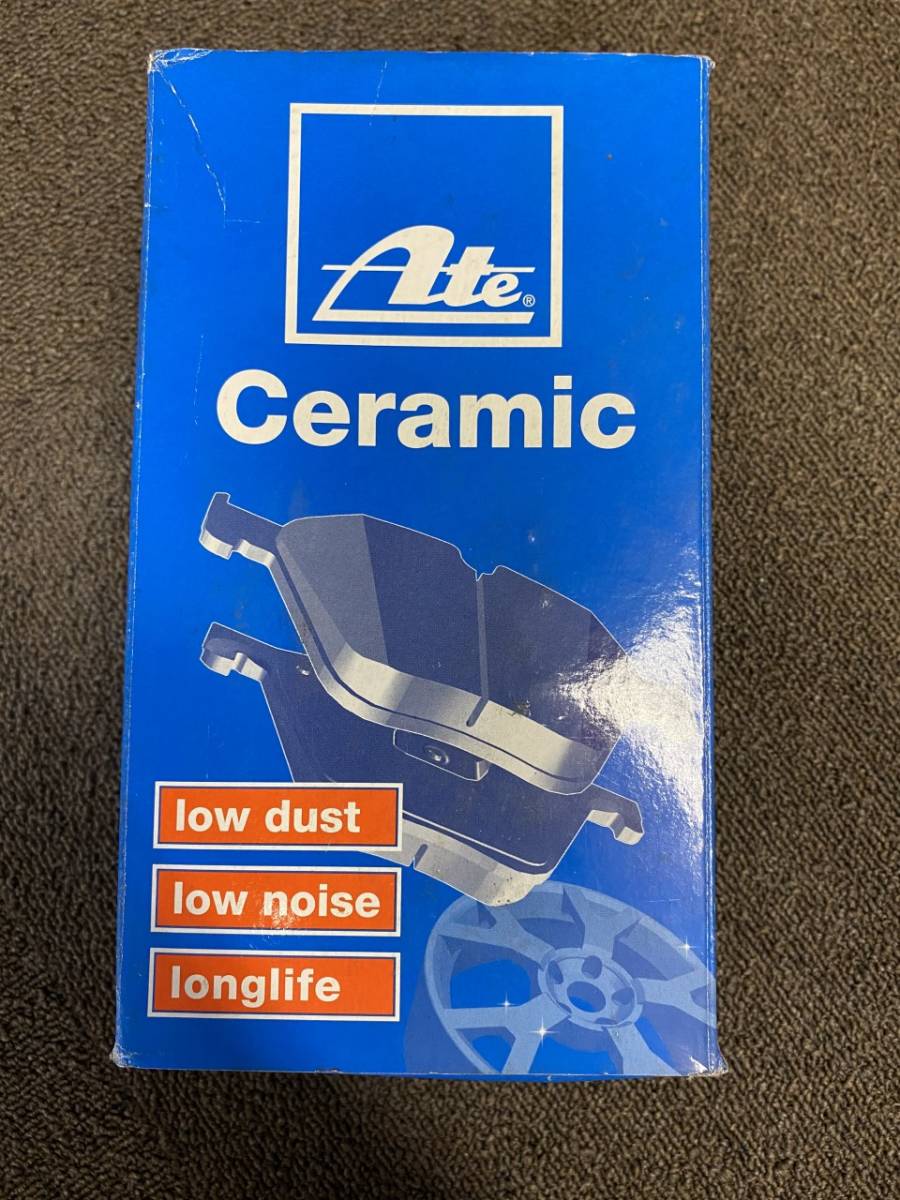 Ate®
Ceramic
low dust
low noise
longlife